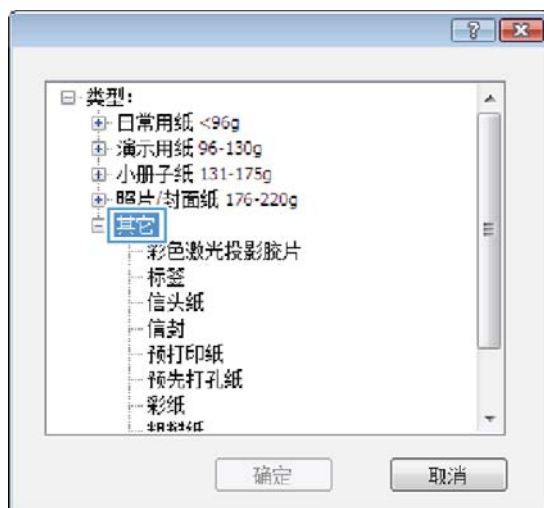 类型:
日常用纸 <96g
演示用纸 96-130g
小册子纸 131-175g
照片/封面纸 176-220g
其它
彩色激光投影胶片
标签
信头纸
信封
预打印纸
预先打孔纸
彩纸
粗糙纸
确定
取消